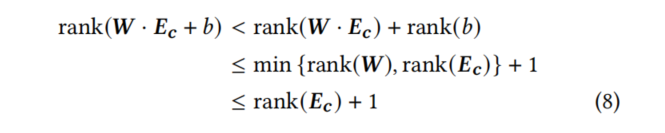 rank(W · E_c + b) < rank(W · E_c) + rank(b)
≤ min {rank(W), rank(E_c)} + 1
≤ rank(E_c) + 1 (8)